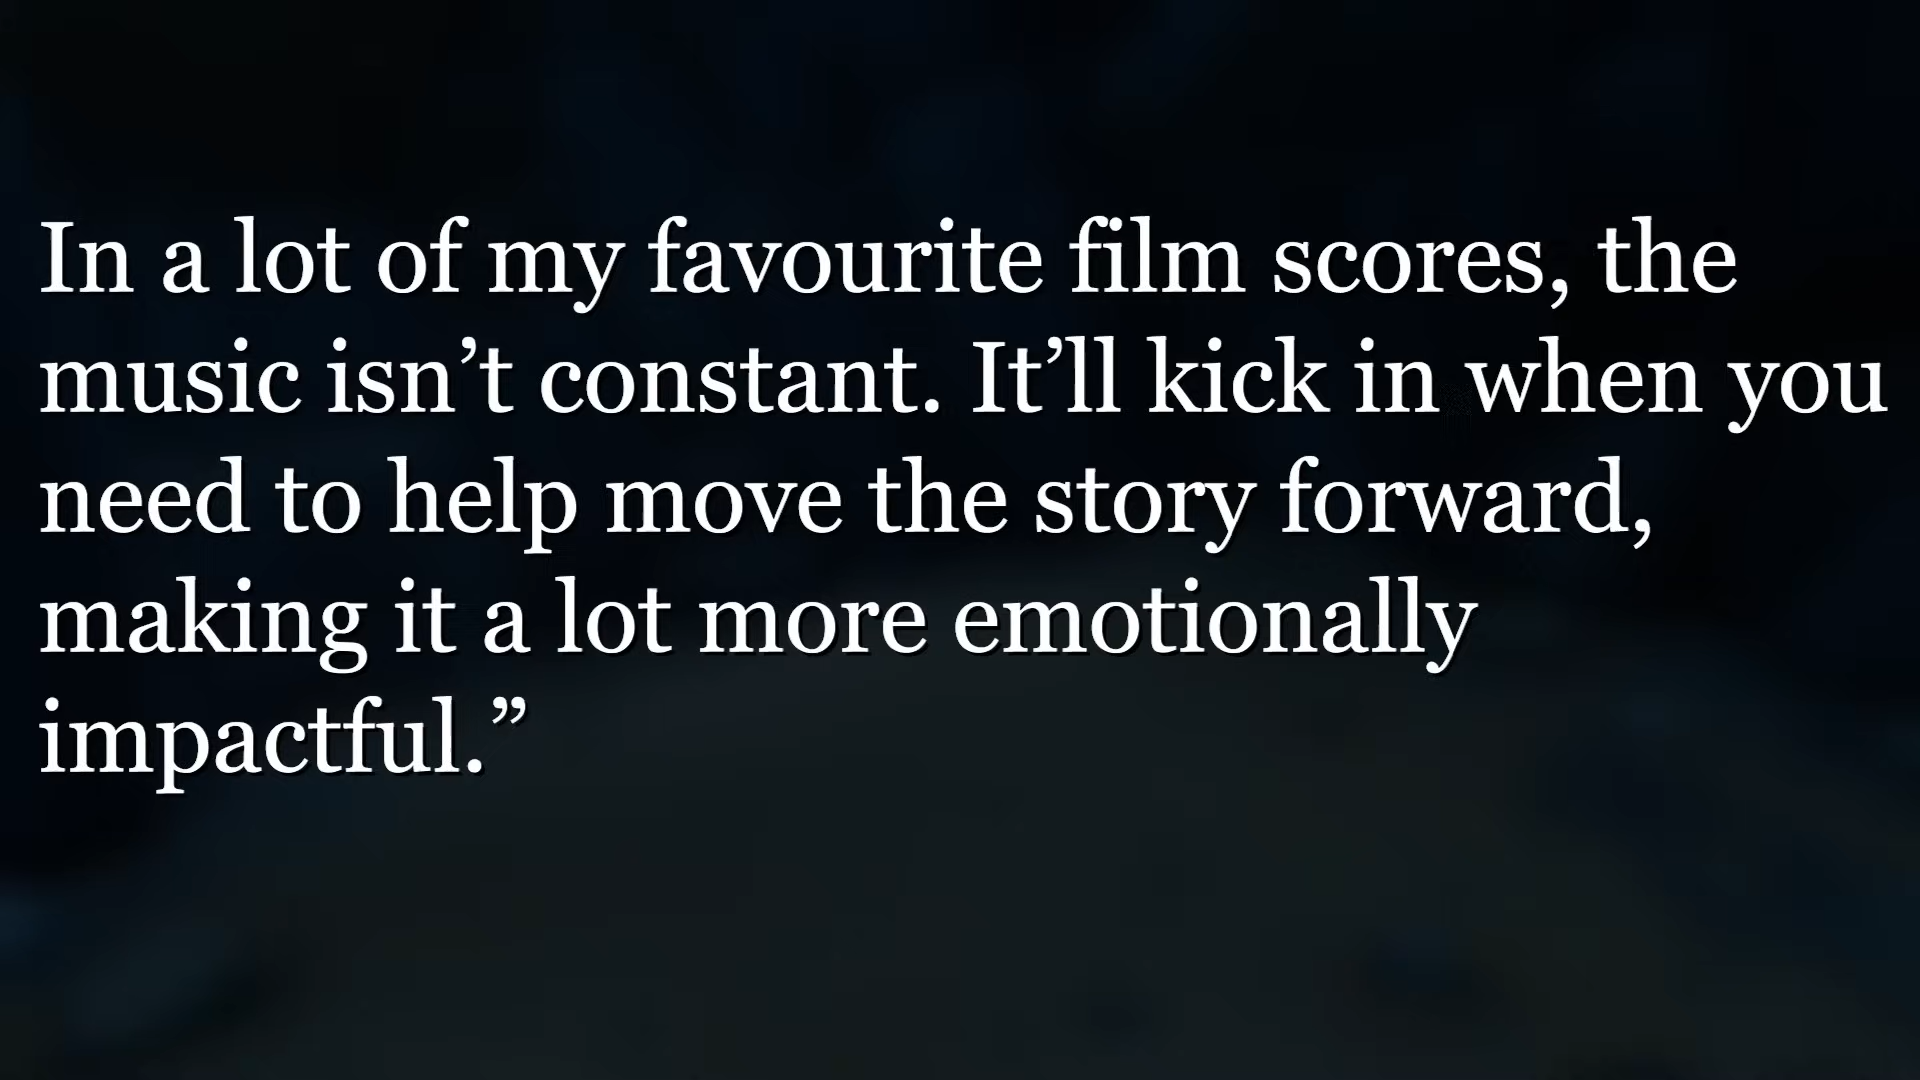 In a lot of my favourite film scores, the
music isn’t constant. It’ll kick in when you
need to help move the story forward,
making it a lot more emotionally
impactful.”